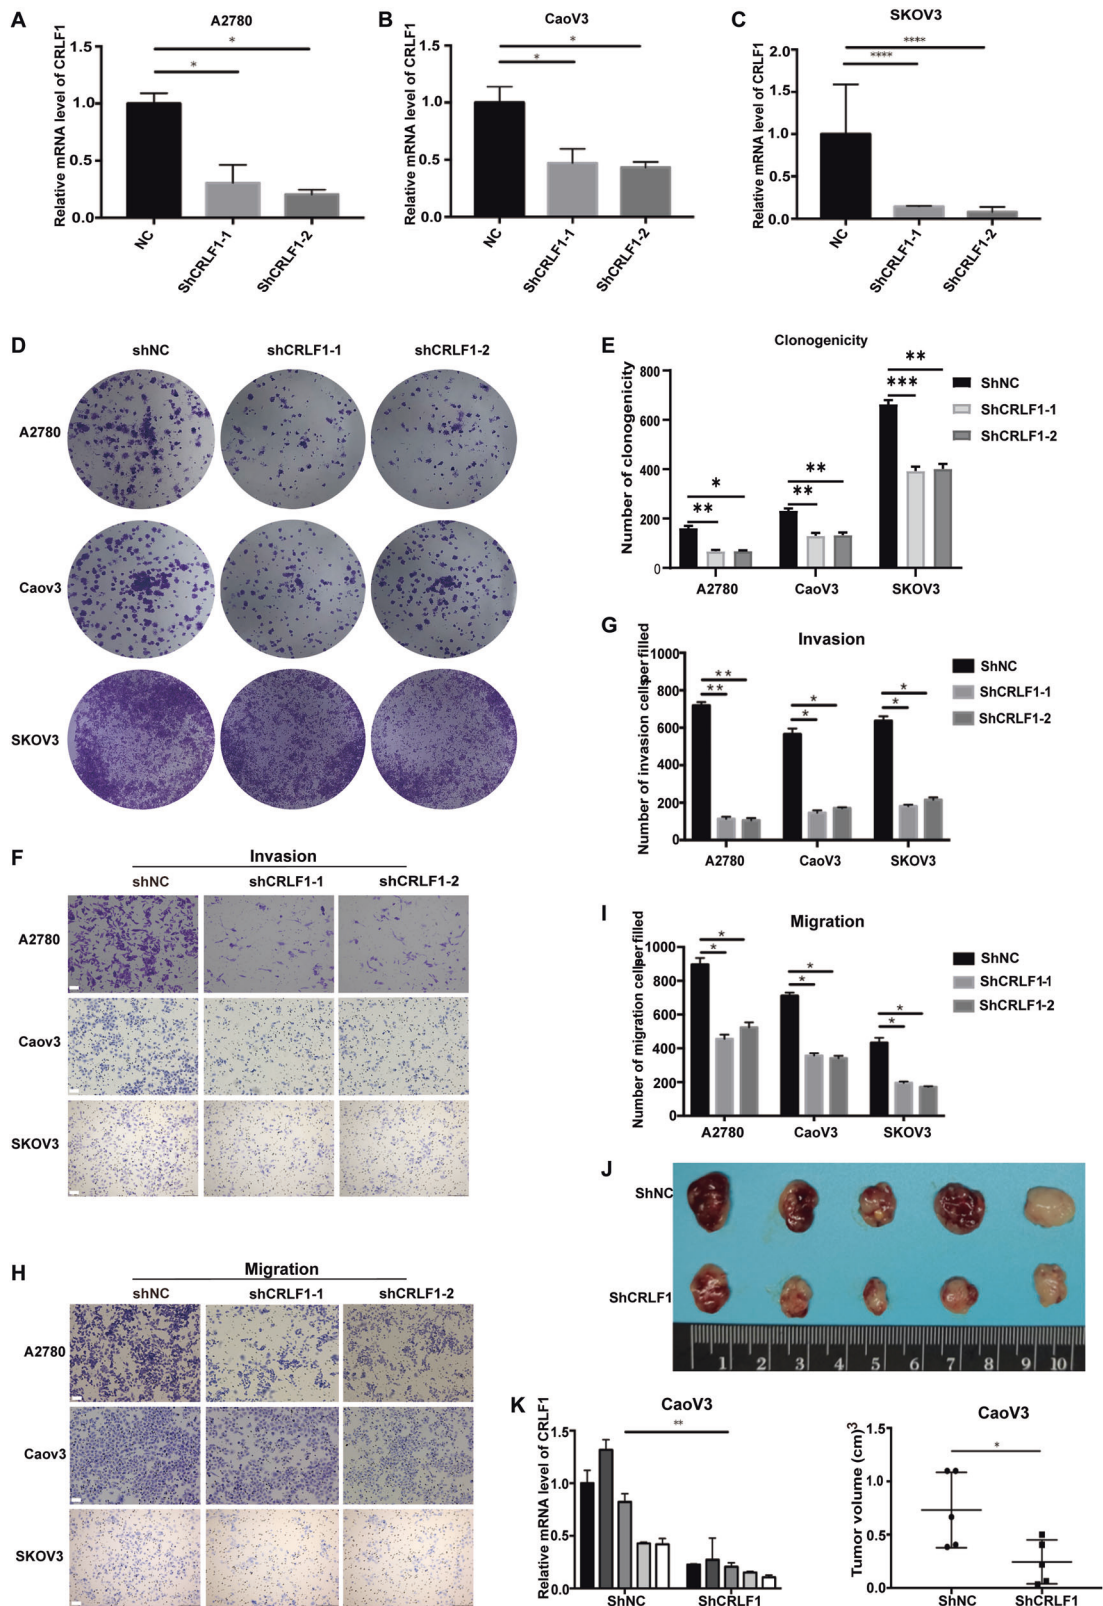 A
A2780
Relative mRNA level of CRLF1
1.5
1.0
0.5
0.0
*
*
NC
ShCRLF1-1
ShCRLF1-2
B
CaoV3
Relative mRNA level of CRLF1
1.5
1.0
0.5
0.0
*
*
NC
ShCRLF1-1
ShCRLF1-2
C
SKOV3
Relative mRNA level of CRLF1
2.0
1.5
1.0
0.5
0.0
****
****
NC
ShCRLF1-1
ShCRLF1-2
D
shNC shCRLF1-1 shCRLF1-2
A2780
Caov3
SKOV3
E
Clonogenicity
Number of clonogenicity
800
600
400
200
0
** *
** **
*** **
A2780 CaoV3 SKOV3
ShNC
ShCRLF1-1
ShCRLF1-2
F
Invasion
shNC shCRLF1-1 shCRLF1-2
A2780
Caov3
SKOV3
G
Invasion
Number of invasion cells per filled
1000
800
600
400
200
0
** **
* *
* *
A2780 CaoV3 SKOV3
ShNC
ShCRLF1-1
ShCRLF1-2
H
Migration
shNC shCRLF1-1 shCRLF1-2
A2780
Caov3
SKOV3
I
Migration
Number of migration cells per filled
1000
800
600
400
200
0
* *
* *
* *
A2780 CaoV3 SKOV3
ShNC
ShCRLF1-1
ShCRLF1-2
J
ShNC
ShCRLF1
1 2 3 4 5 6 7 8 9 10
K
CaoV3
Relative mRNA level of CRLF1
1.5
1.0
0.5
0.0
**
ShNC ShCRLF1
CaoV3
Tumor volume (cm)3
1.5
1.0
0.5
0.0
*
ShNC ShCRLF1